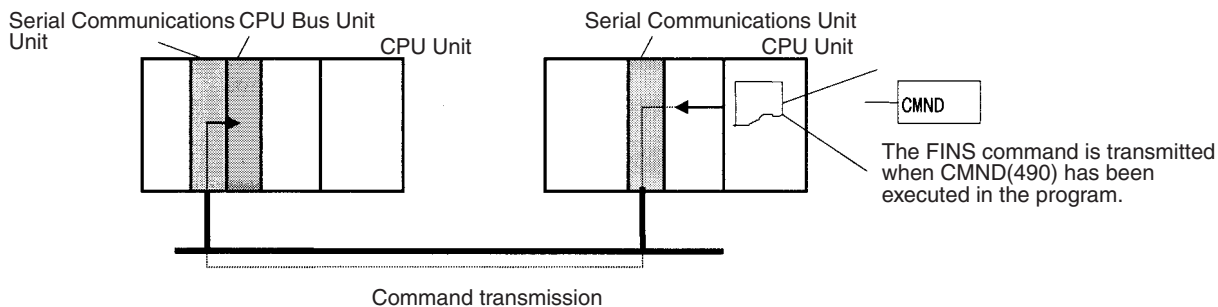 Serial Communications CPU Bus Unit
Unit
CPU Unit
Serial Communications Unit
CPU Unit
CMND
The FINS command is transmitted
when CMND(490) has been
executed in the program.
Command transmission